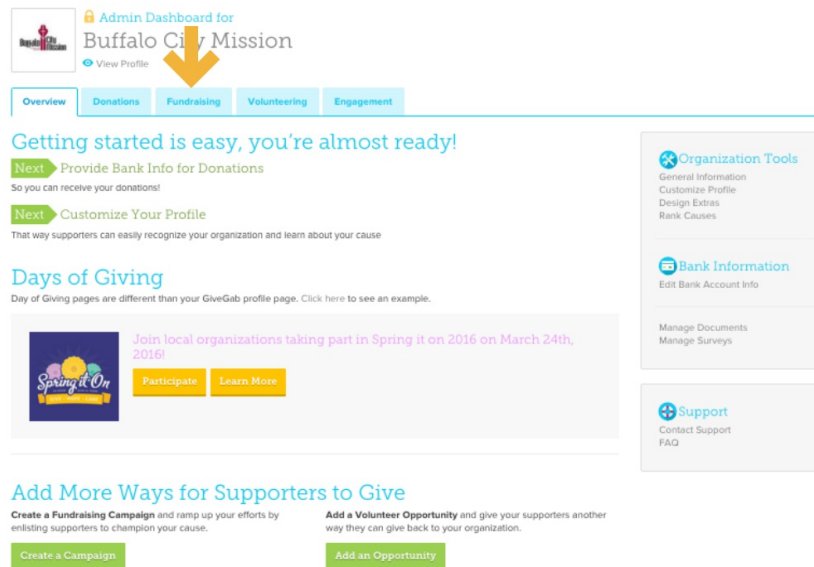 Admin Dashboard for
Buffalo City Mission
Buffalo City Mission
View Profile
Overview
Donations
Fundraising
Volunteering
Engagement
Getting started is easy, you're almost ready!
Next Provide Bank Info for Donations
So you can receive your donations!
Next Customize Your Profile
That way supporters can easily recognize your organization and learn about your cause
Days of Giving
Day of Giving pages are different than your GiveGab profile page. Click here to see an example.
Spring it On
GIVE · HOPE · CARE
Join local organizations taking part in Spring it on 2016 on March 24th,
2016!
Participate
Learn More
Add More Ways for Supporters to Give
Create a Fundraising Campaign and ramp up your efforts by
enlisting supporters to champion your cause.
Create a Campaign
Add a Volunteer Opportunity and give your supporters another
way they can give back to your organization.
Add an Opportunity
Organization Tools
General Information
Customize Profile
Design Extras
Rank Causes
Bank Information
Edit Bank Account Info
Manage Documents
Manage Surveys
Support
Contact Support
FAQ